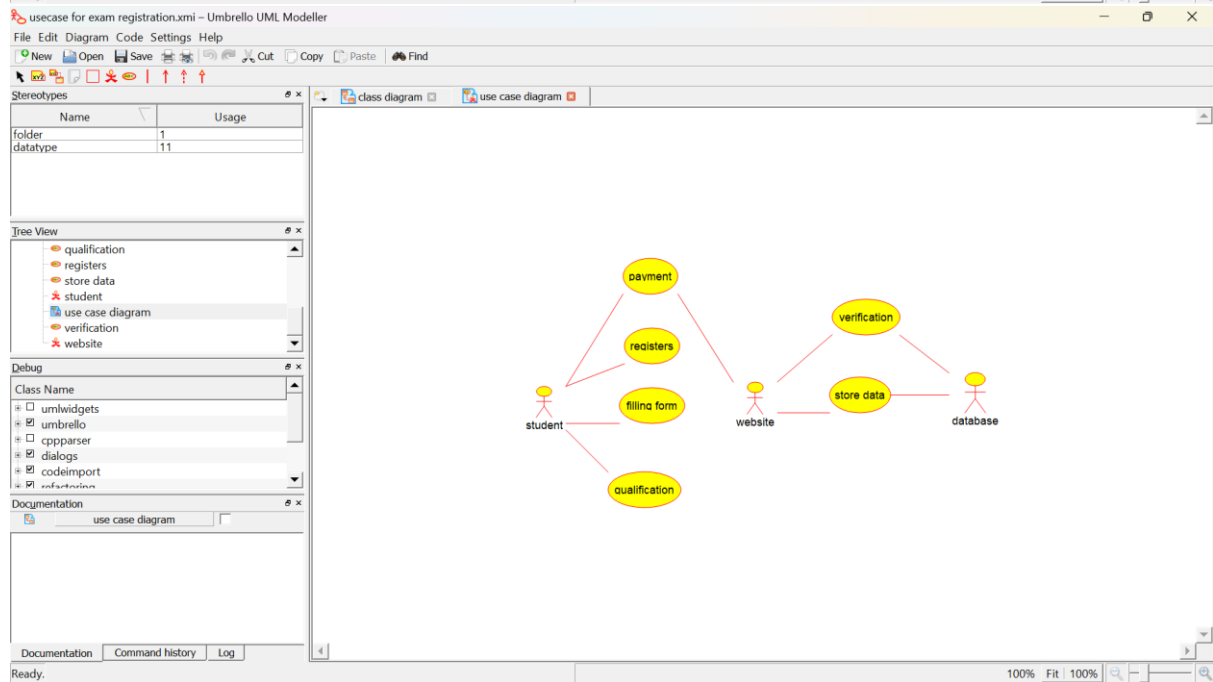 usecase for exam registration.xmi – Umbrello UML Modeller
File Edit Diagram Code Settings Help
New Open Save Cut Copy Paste Find
Stereotypes
class diagram use case diagram
Name Usage
folder 1
datatype 11
Tree View
qualification
registers
store data
student
use case diagram
verification
website
Debug
Class Name
umlwidgets
umbrello
cppparser
dialogs
codeimport
refactoring
Documentation
use case diagram
payment
registers
filling form
qualification
student
website
verification
store data
database
Documentation Command history Log
Ready.
100% Fit 100%